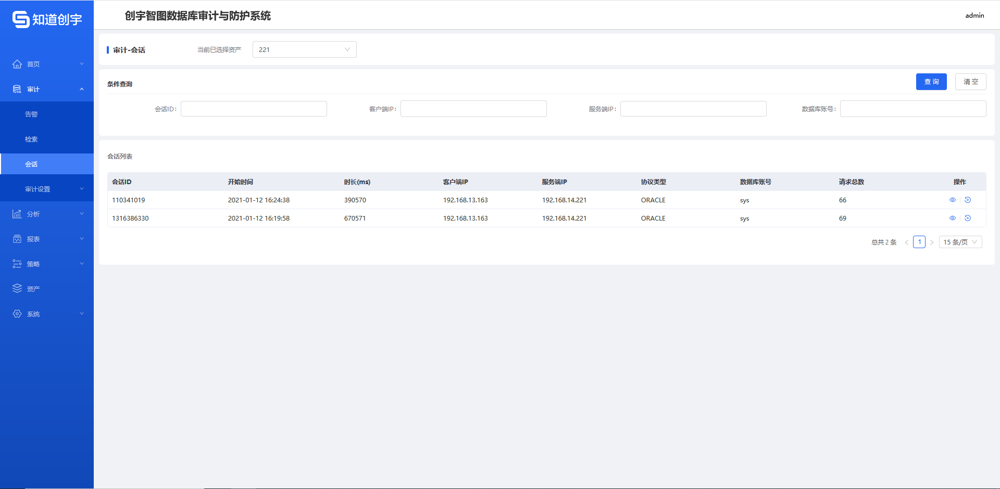 知道创宇
创宇智图数据库审计与防护系统
admin
首页
审计
告警
检索
会话
审计设置
分析
报表
策略
资产
系统
审计-会话
当前已选择资产
221
条件查询
查 询
清 空
会话ID:
客户端IP:
服务端IP:
数据库账号:
会话列表
会话ID 开始时间 时长(ms) 客户端IP 服务端IP 协议类型 数据库账号 请求总数 操作
110341019 2021-01-12 16:24:38 390570 192.168.13.163 192.168.14.221 ORACLE sys 66
1316386330 2021-01-12 16:19:58 670571 192.168.13.163 192.168.14.221 ORACLE sys 69
总共 2 条 < 1 > 15 条/页